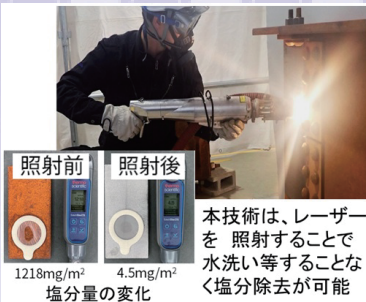 照射前
照射後
1218mg/m²
4.5mg/m²
塩分量の変化
本技術は、レーザー
を 照射することで
水洗い等することな
く塩分除去が可能